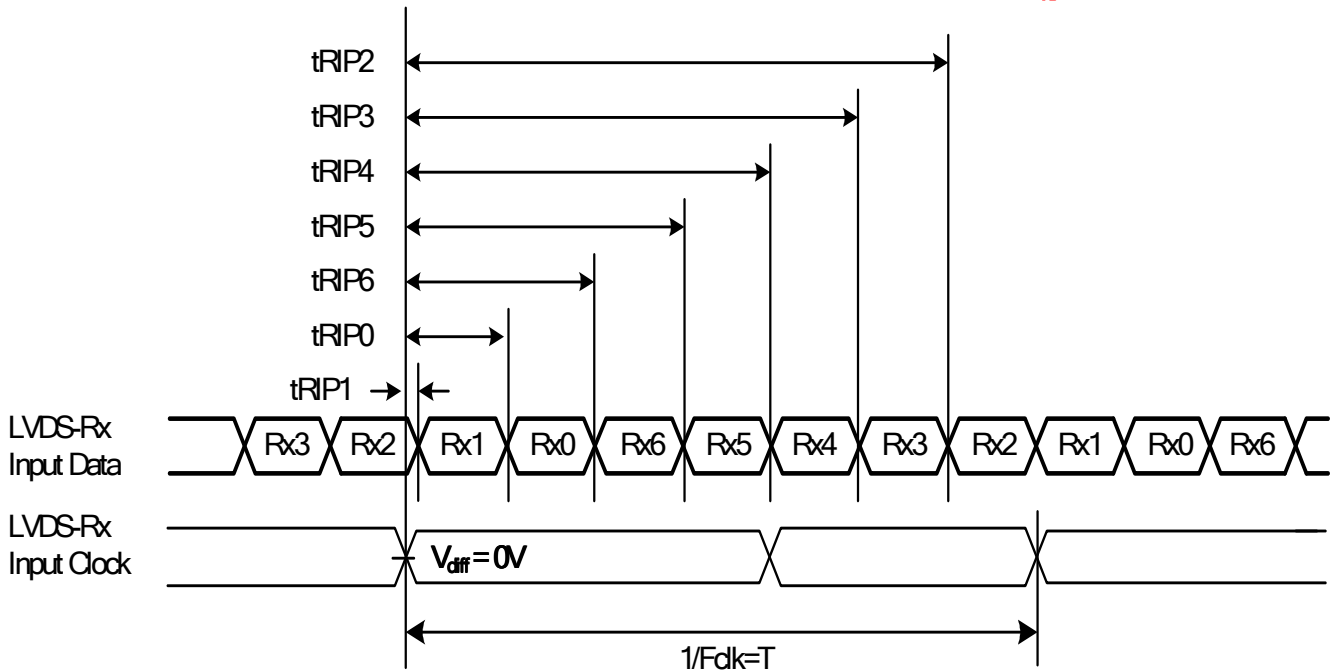 tRIP2
tRIP3
tRIP4
tRIP5
tRIP6
tRIP0
tRIP1
LVDS-Rx
Input Data
Rx3 Rx2 Rx1 Rx0 Rx6 Rx5 Rx4 Rx3 Rx2 Rx1 Rx0 Rx6
LVDS-Rx
Input Clock
Vdiff = 0V
1/Fclk=T